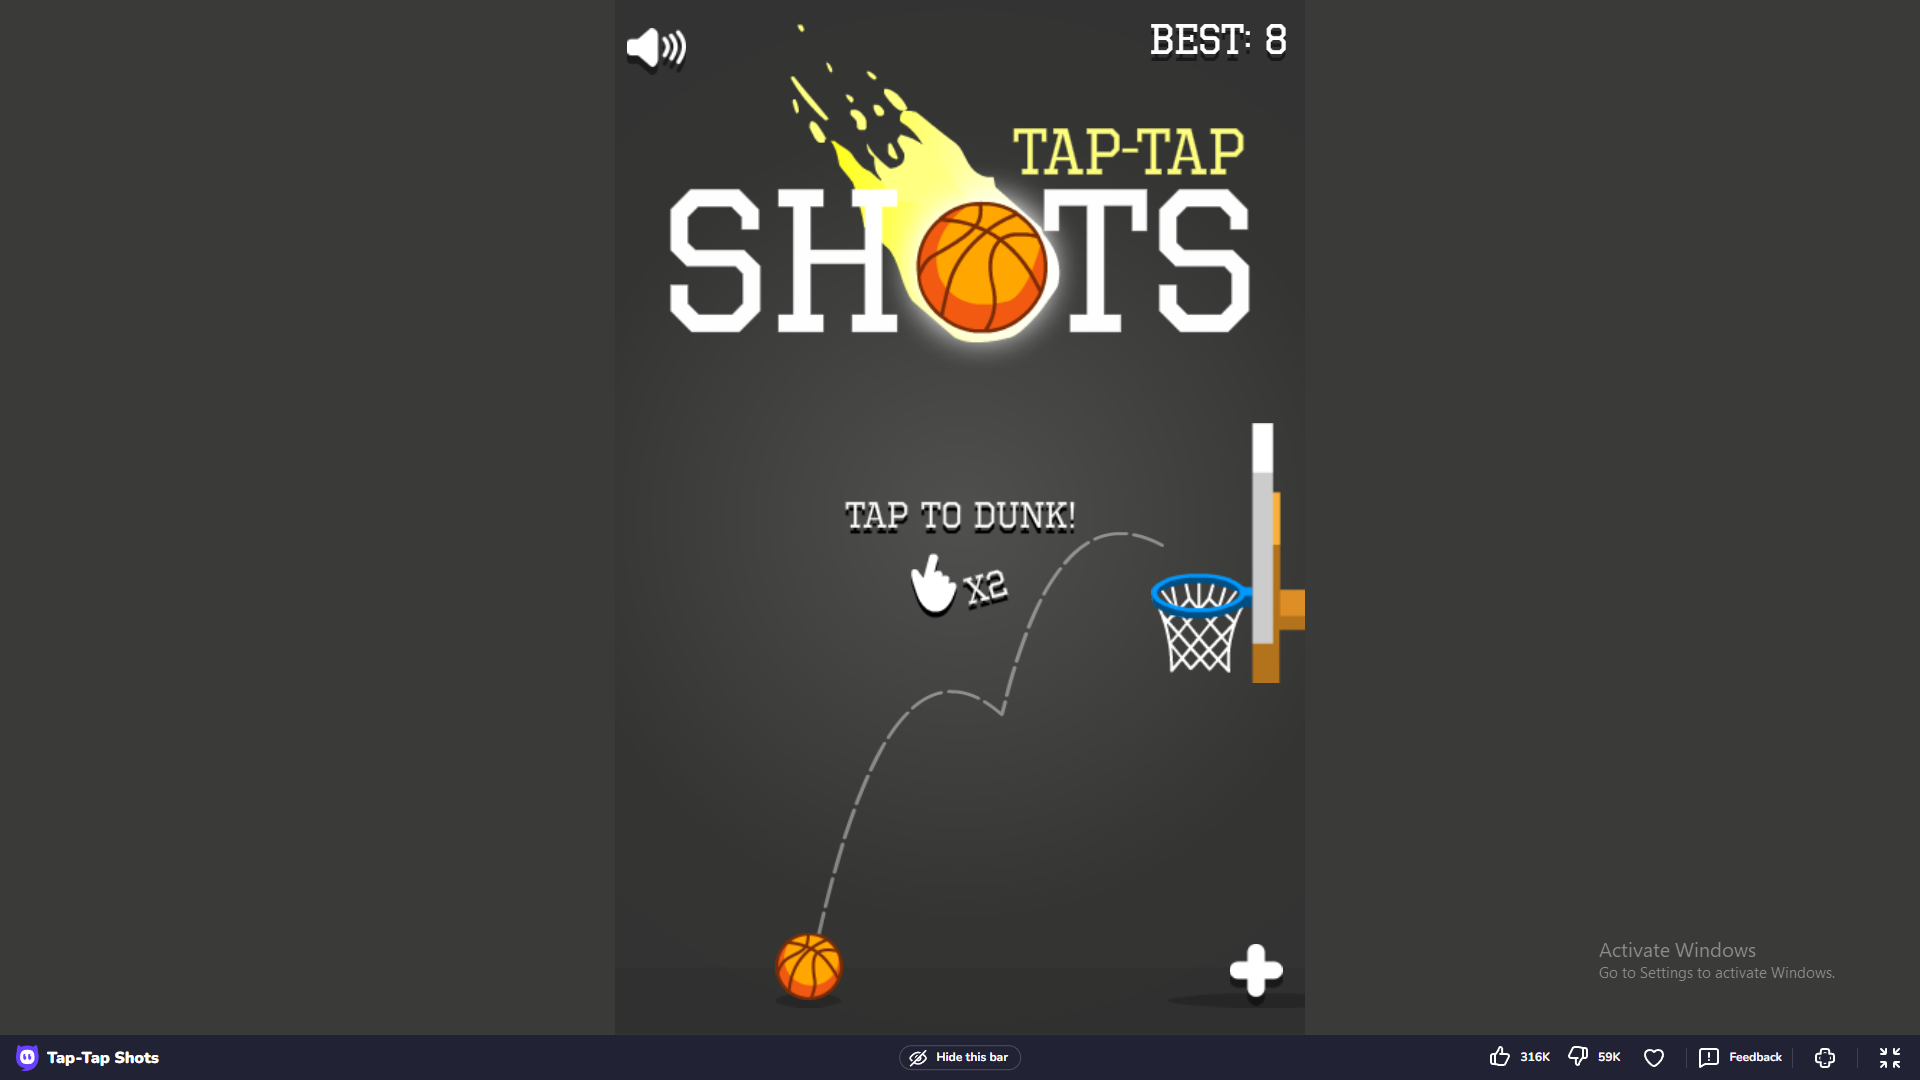 BEST: 8
TAP-TAP
SHOTS
TAP TO DUNK!
X2
Activate Windows
Go to Settings to activate Windows.
Tap-Tap Shots
Hide this bar
316K
59K
Feedback